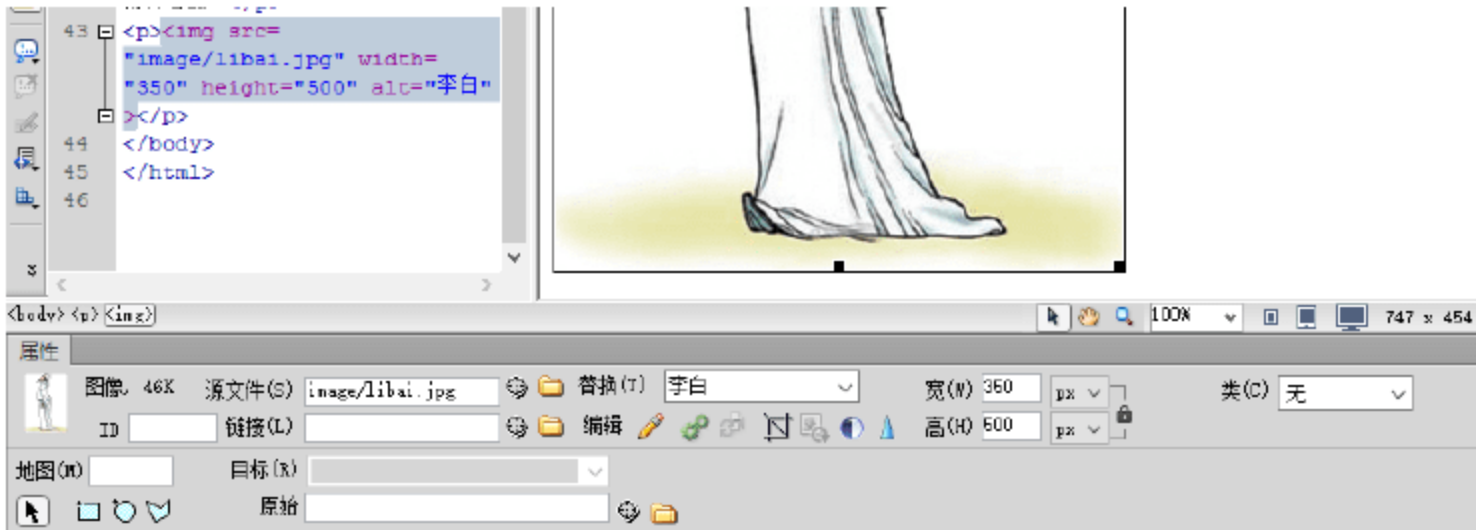 43 <p><img src=
"image/libai.jpg" width=
"350" height="500" alt="李白"
></p>
44 </body>
45 </html>
46
<body> <p> <img>
100%
747 x 454
属性
图像, 46K 源文件(S) image/libai.jpg 替换(T) 李白 宽(W) 350 px 类(C) 无
ID 链接(L) 编辑 高(H) 500 px
地图(M) 目标(R)
原始